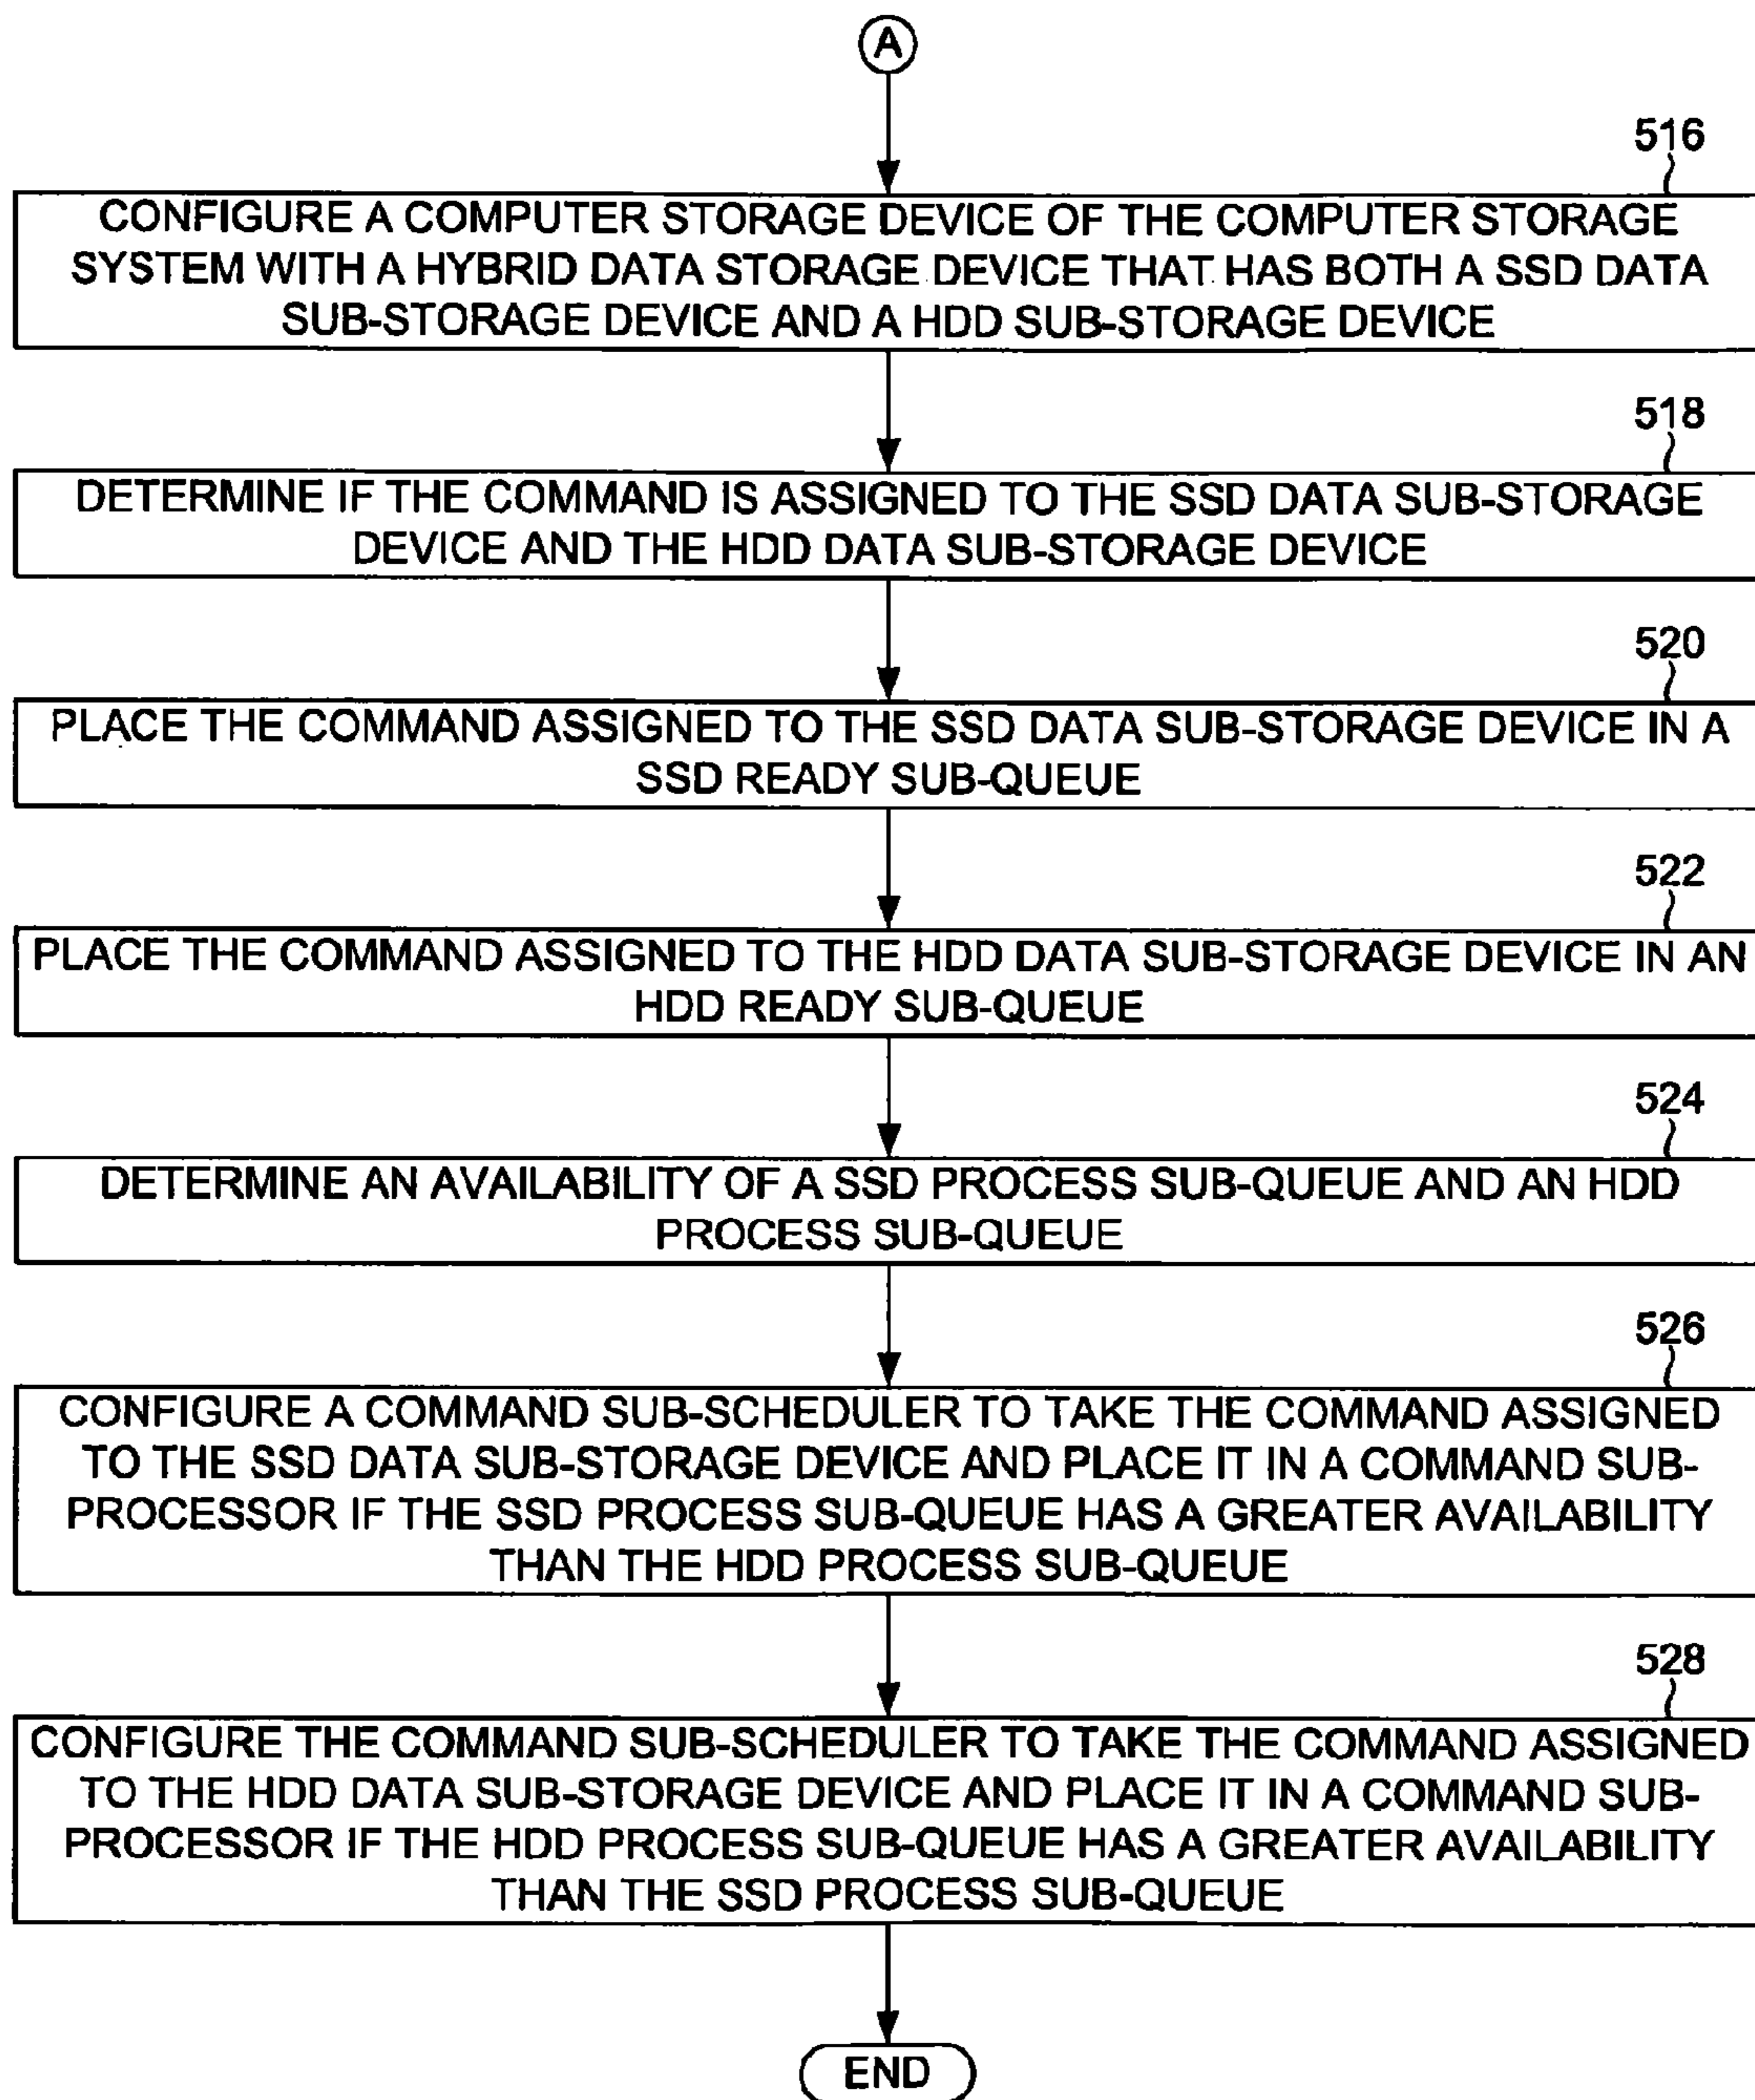 A
516
CONFIGURE A COMPUTER STORAGE DEVICE OF THE COMPUTER STORAGE
SYSTEM WITH A HYBRID DATA STORAGE DEVICE THAT HAS BOTH A SSD DATA
SUB-STORAGE DEVICE AND A HDD SUB-STORAGE DEVICE
518
DETERMINE IF THE COMMAND IS ASSIGNED TO THE SSD DATA SUB-STORAGE
DEVICE AND THE HDD DATA SUB-STORAGE DEVICE
520
PLACE THE COMMAND ASSIGNED TO THE SSD DATA SUB-STORAGE DEVICE IN A
SSD READY SUB-QUEUE
522
PLACE THE COMMAND ASSIGNED TO THE HDD DATA SUB-STORAGE DEVICE IN AN
HDD READY SUB-QUEUE
524
DETERMINE AN AVAILABILITY OF A SSD PROCESS SUB-QUEUE AND AN HDD
PROCESS SUB-QUEUE
526
CONFIGURE A COMMAND SUB-SCHEDULER TO TAKE THE COMMAND ASSIGNED
TO THE SSD DATA SUB-STORAGE DEVICE AND PLACE IT IN A COMMAND SUB-
PROCESSOR IF THE SSD PROCESS SUB-QUEUE HAS A GREATER AVAILABILITY
THAN THE HDD PROCESS SUB-QUEUE
528
CONFIGURE THE COMMAND SUB-SCHEDULER TO TAKE THE COMMAND ASSIGNED
TO THE HDD DATA SUB-STORAGE DEVICE AND PLACE IT IN A COMMAND SUB-
PROCESSOR IF THE HDD PROCESS SUB-QUEUE HAS A GREATER AVAILABILITY
THAN THE SSD PROCESS SUB-QUEUE
END